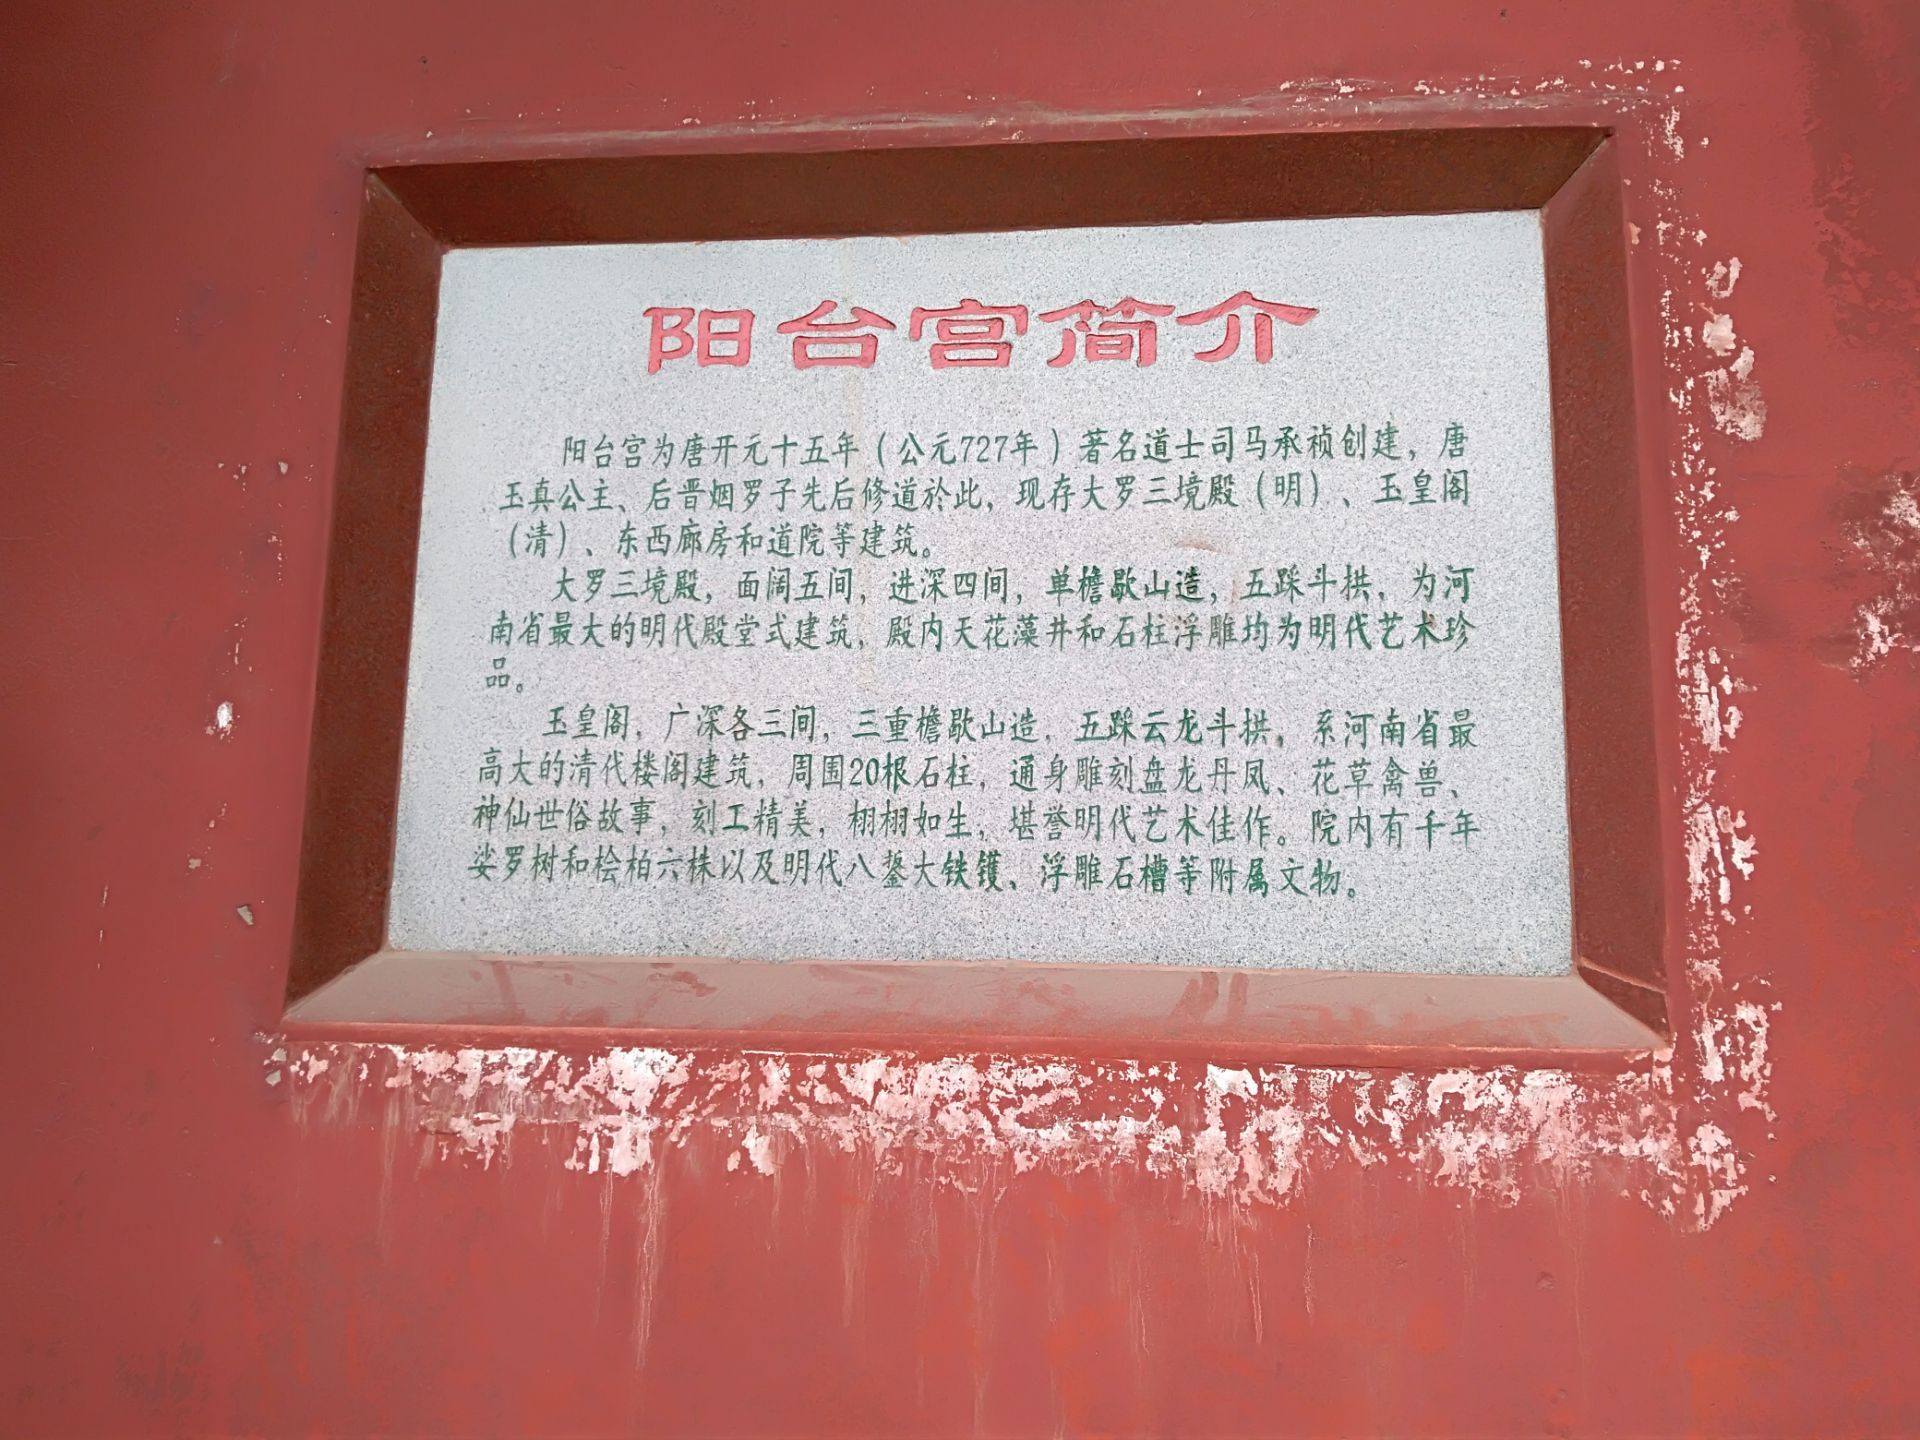 阳台宫简介
阳台宫为唐开元十五年（公元727年）著名道士司马承祯创建，唐
玉真公主、后晋烟罗子先后修道於此，现存大罗三境殿（明）、玉皇阁
（清）、东西廊房和道院等建筑。
大罗三境殿，面阔五间，进深四间，单檐歇山造，五踩斗拱，为河
南省最大的明代殿堂式建筑，殿内天花藻井和石柱浮雕均为明代艺术珍
品。
玉皇阁，广深各三间，三重檐歇山造，五踩云龙斗拱，系河南省最
高大的清代楼阁建筑，周围20根石柱，通身雕刻盘龙丹凤、花草禽兽、
神仙世俗故事，刻工精美，栩栩如生，堪誉明代艺术佳作。院内有千年
娑罗树和桧柏六株以及明代八鋬大铁镬、浮雕石槽等附属文物。